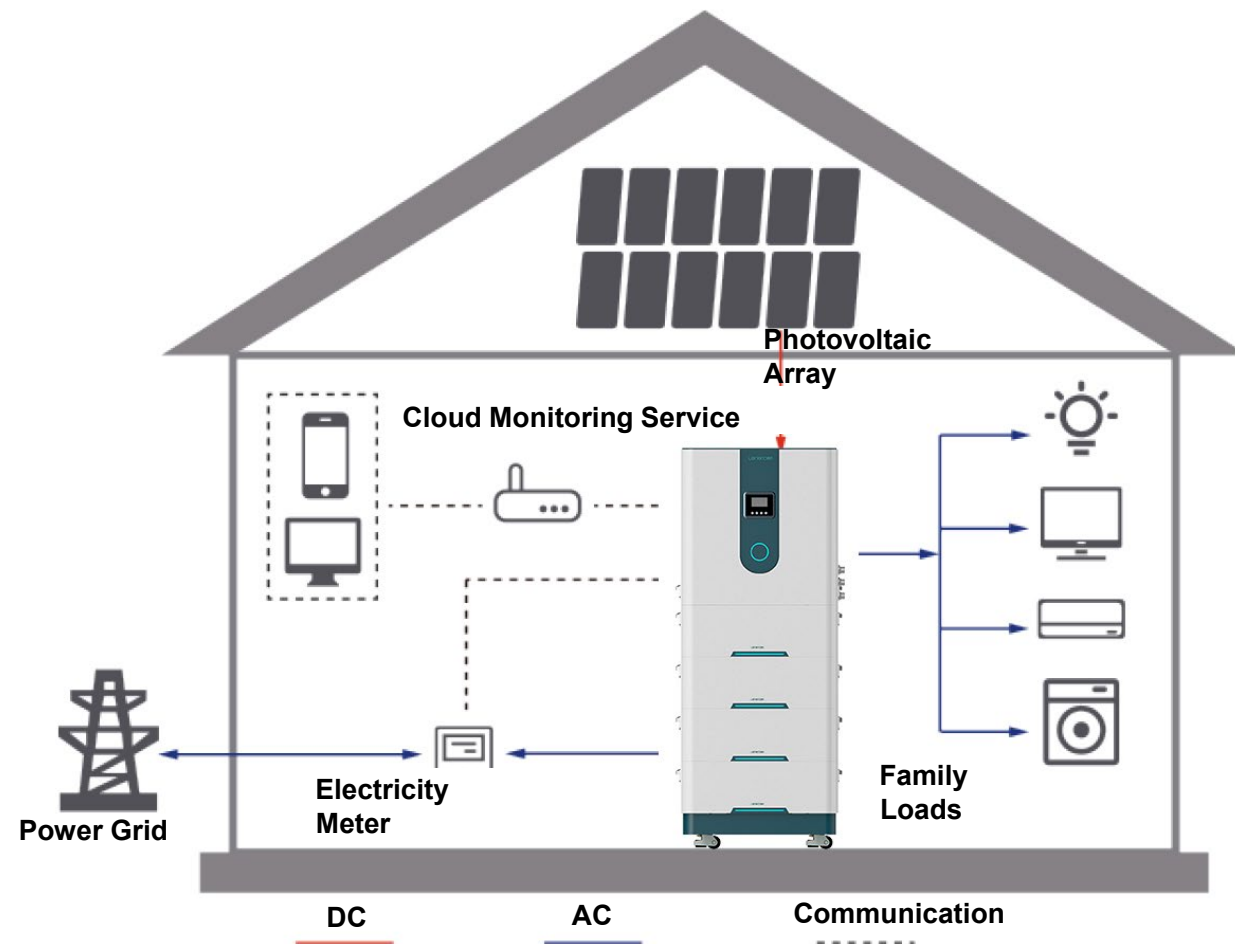 Photovoltaic
Array
Cloud Monitoring Service
Electricity
Meter
Family
Loads
Power Grid
DC
AC
Communication